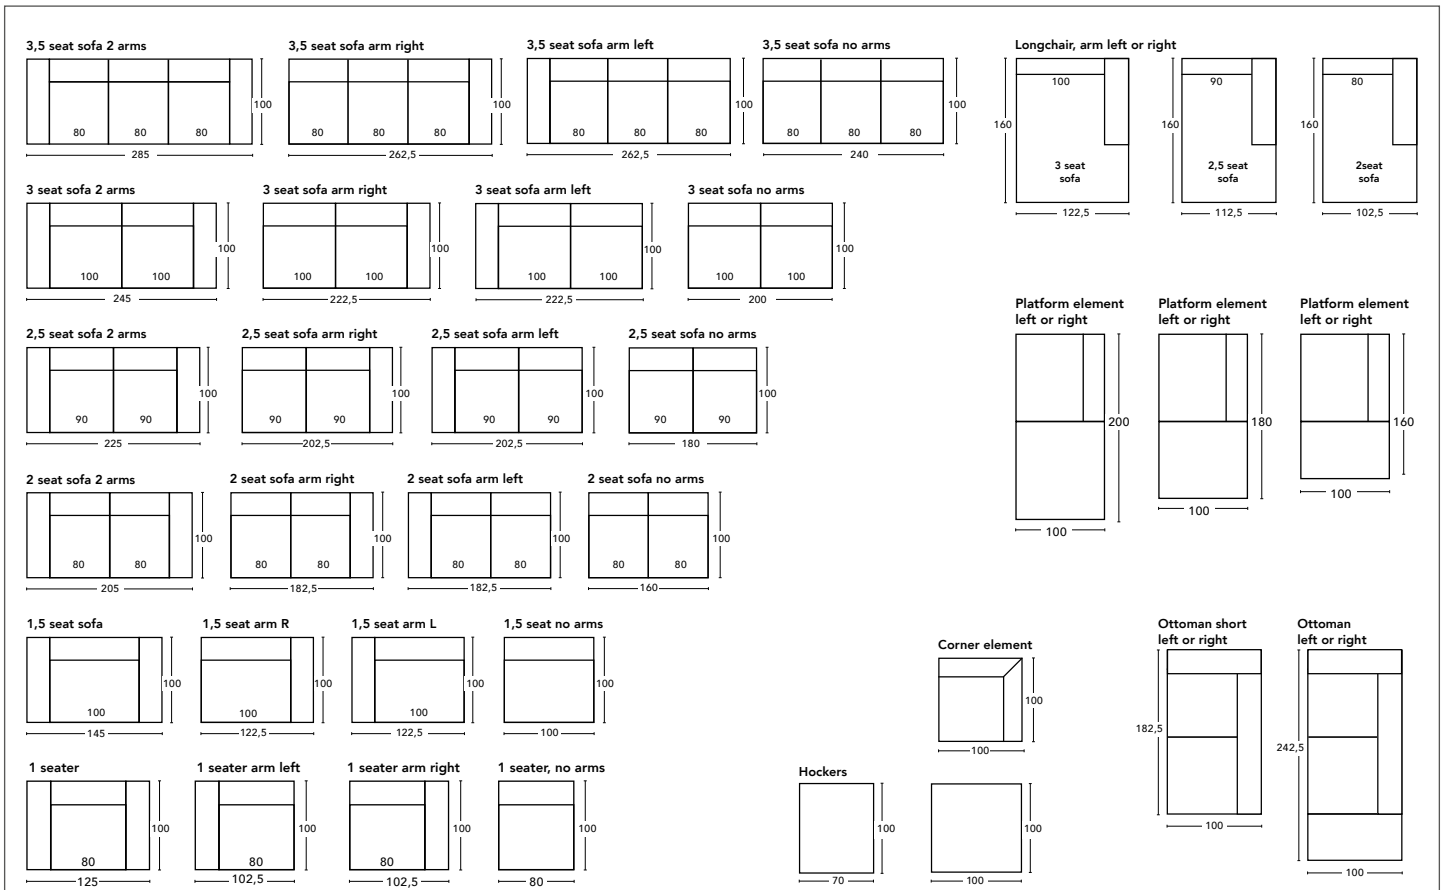 3,5 seat sofa 2 arms
80 80 80
100
285
3,5 seat sofa arm right
80 80 80
100
262,5
3,5 seat sofa arm left
80 80 80
100
262,5
3,5 seat sofa no arms
80 80 80
100
240
Longchair, arm left or right
100
160
3 seat
sofa
122,5
90
160
2,5 seat
sofa
112,5
80
160
2seat
sofa
102,5
3 seat sofa 2 arms
100 100
100
245
3 seat sofa arm right
100 100
100
222,5
3 seat sofa arm left
100 100
100
222,5
3 seat sofa no arms
100 100
100
200
Platform element
left or right
200
100
Platform element
left or right
180
100
Platform element
left or right
160
100
2,5 seat sofa 2 arms
90 90
100
225
2,5 seat sofa arm right
90 90
100
202,5
2,5 seat sofa arm left
90 90
100
202,5
2,5 seat sofa no arms
90 90
100
180
2 seat sofa 2 arms
80 80
100
205
2 seat sofa arm right
80 80
100
182,5
2 seat sofa arm left
80 80
100
182,5
2 seat sofa no arms
80 80
100
160
1,5 seat sofa
100
100
145
1,5 seat arm R
100
100
122,5
1,5 seat arm L
100
100
122,5
1,5 seat no arms
100
100
Corner element
100
100
Ottoman short
left or right
182,5
100
Ottoman
left or right
242,5
100
1 seater
80
100
125
1 seater arm left
80
100
102,5
1 seater arm right
80
100
102,5
1 seater, no arms
100
80
Hockers
100
70
100
100